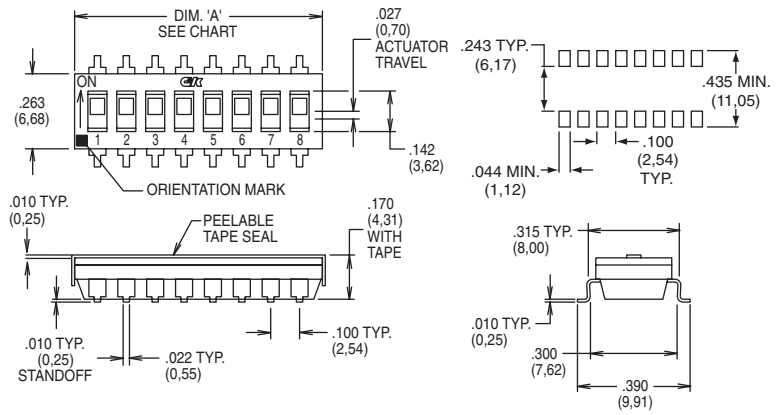 DIM. 'A'
SEE CHART
.027
(0,70)
ACTUATOR
TRAVEL
ON
C&K
.263
(6,68)
1 2 3 4 5 6 7 8
.142
(3,62)
ORIENTATION MARK
.243 TYP.
(6,17)
.435 MIN.
(11,05)
.100
(2,54)
TYP.
.044 MIN.
(1,12)
.010 TYP.
(0,25)
PEELABLE
TAPE SEAL
.170
(4,31)
WITH
TAPE
.010 TYP.
(0,25)
STANDOFF
.022 TYP.
(0,55)
.100 TYP.
(2,54)
.315 TYP.
(8,00)
.010 TYP.
(0,25)
.300
(7,62)
.390
(9,91)